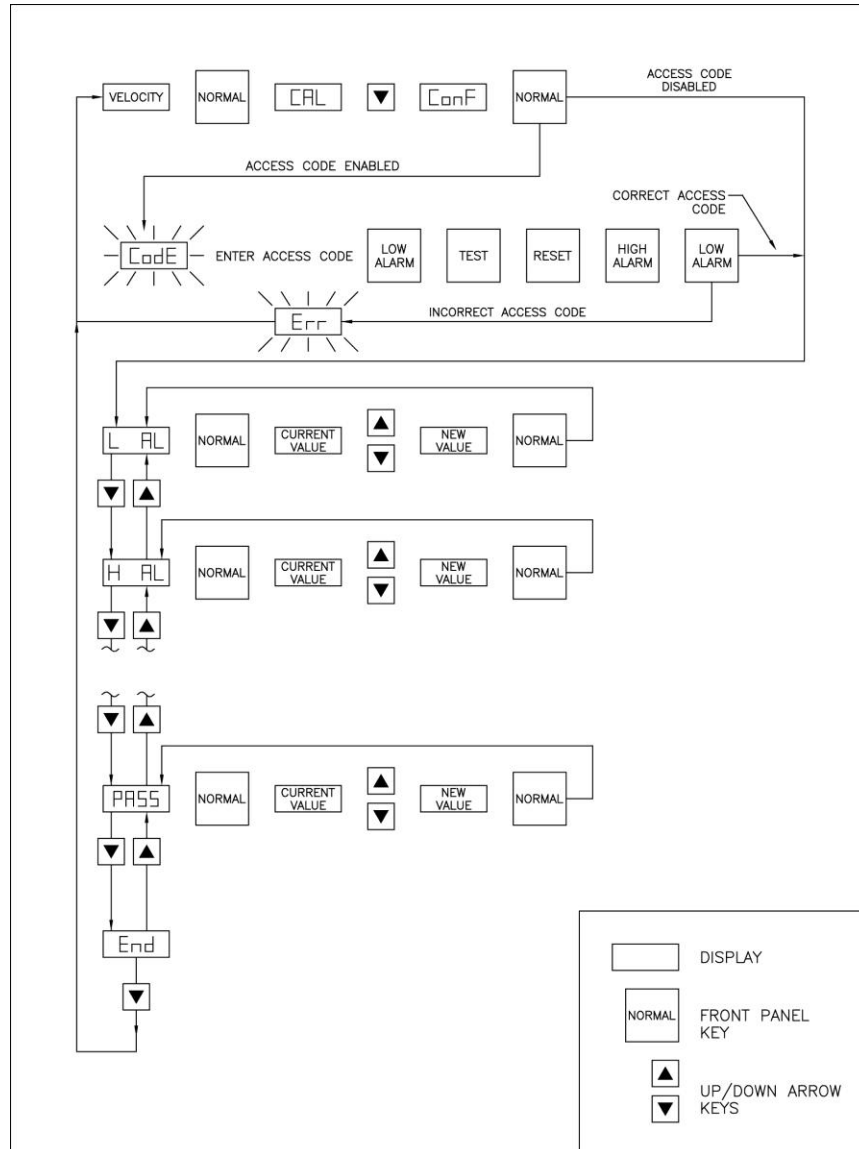 ACCESS CODE
DISABLED
VELOCITY
NORMAL
CAL
▼
ConF
NORMAL
ACCESS CODE ENABLED
CORRECT ACCESS
CODE
CodE
ENTER ACCESS CODE
LOW
ALARM
TEST
RESET
HIGH
ALARM
LOW
ALARM
Err
INCORRECT ACCESS CODE
L AL
NORMAL
CURRENT
VALUE
▲
▼
NEW
VALUE
NORMAL
▼ ▲
H AL
NORMAL
CURRENT
VALUE
▲
▼
NEW
VALUE
NORMAL
▼ ▲
▼ ▲
PASS
NORMAL
CURRENT
VALUE
▲
▼
NEW
VALUE
NORMAL
▼ ▲
End
▼
DISPLAY
NORMAL
FRONT PANEL
KEY
▲
▼
UP/DOWN ARROW
KEYS